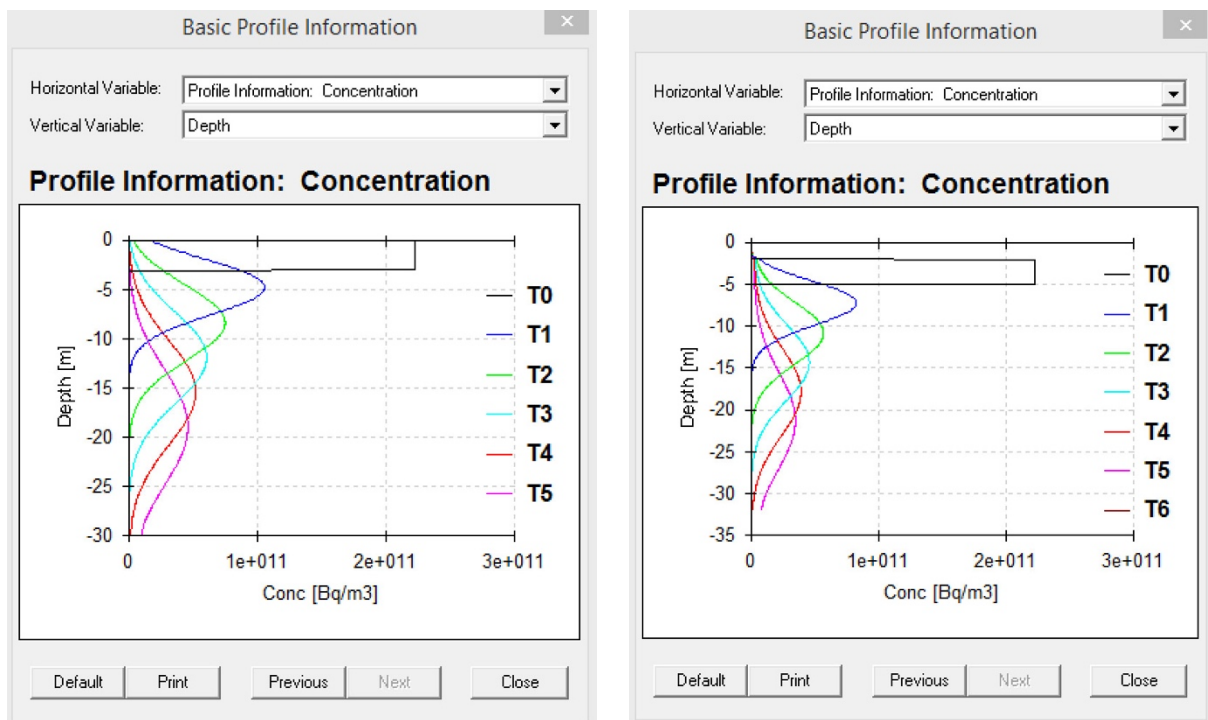 Basic Profile Information
Horizontal Variable: Profile Information: Concentration
Vertical Variable: Depth
Profile Information: Concentration
0
-5
-10
-15
-20
-25
-30
Depth [m]
0 1e+011 2e+011 3e+011
Conc [Bq/m3]
T0
T1
T2
T3
T4
T5
Default Print Previous Next Close
Basic Profile Information
Horizontal Variable: Profile Information: Concentration
Vertical Variable: Depth
Profile Information: Concentration
0
-5
-10
-15
-20
-25
-30
-35
Depth [m]
0 1e+011 2e+011 3e+011
Conc [Bq/m3]
T0
T1
T2
T3
T4
T5
T6
Default Print Previous Next Close